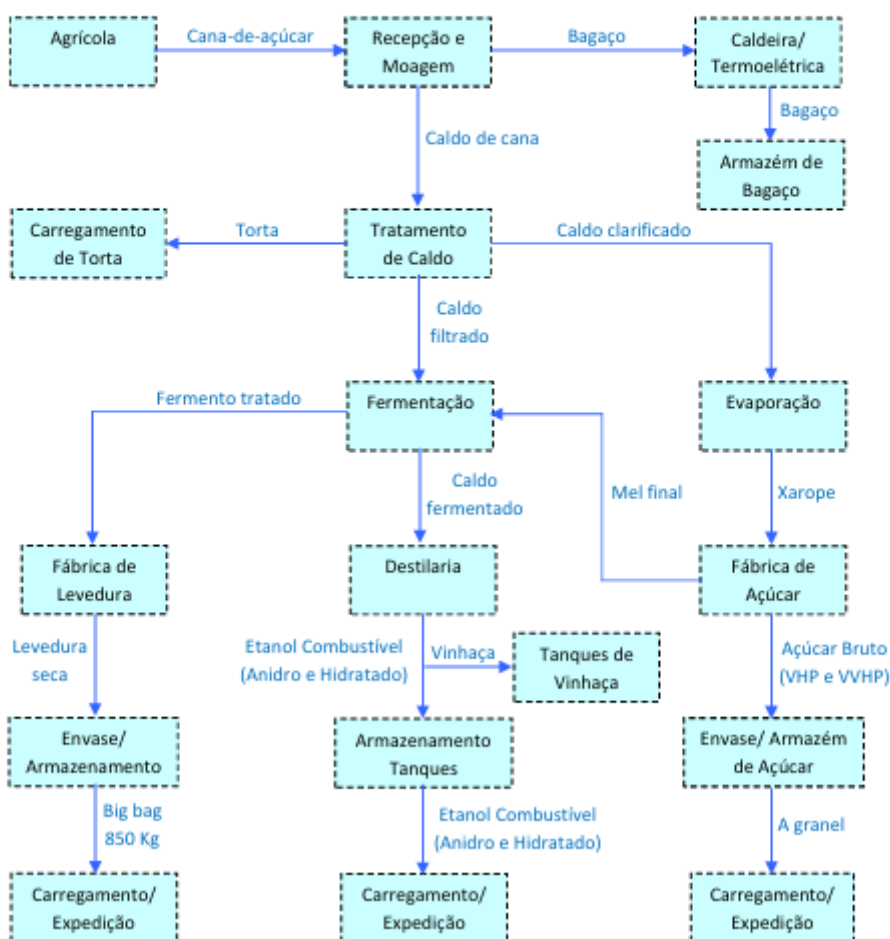 Agrícola
Cana-de-açúcar
Recepção e
Moagem
Bagaço
Caldeira/
Termoelétrica
Bagaço
Caldo de cana
Armazém de
Bagaço
Carregamento
de Torta
Torta
Tratamento
de Caldo
Caldo clarificado
Caldo
filtrado
Fermento tratado
Fermentação
Evaporação
Caldo
fermentado
Mel final
Xarope
Fábrica de
Levedura
Destilaria
Fábrica de
Açúcar
Levedura
seca
Etanol Combustível
(Anidro e Hidratado)
Vinhaça
Tanques de
Vinhaça
Açúcar Bruto
(VHP e VVHP)
Envase/
Armazenamento
Armazenamento
Tanques
Envase/ Armazém
de Açúcar
Big bag
850 Kg
Etanol Combustível
(Anidro e Hidratado)
A granel
Carregamento/
Expedição
Carregamento/
Expedição
Carregamento/
Expedição